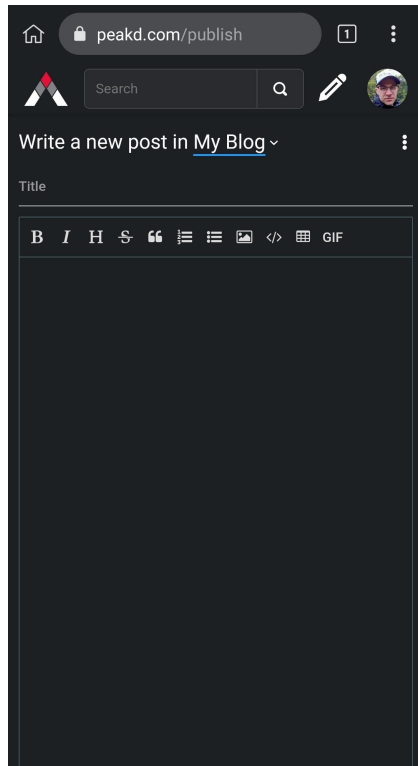 peakd.com/publish
1
Search
Write a new post in My Blog
Title
B I H S GIF